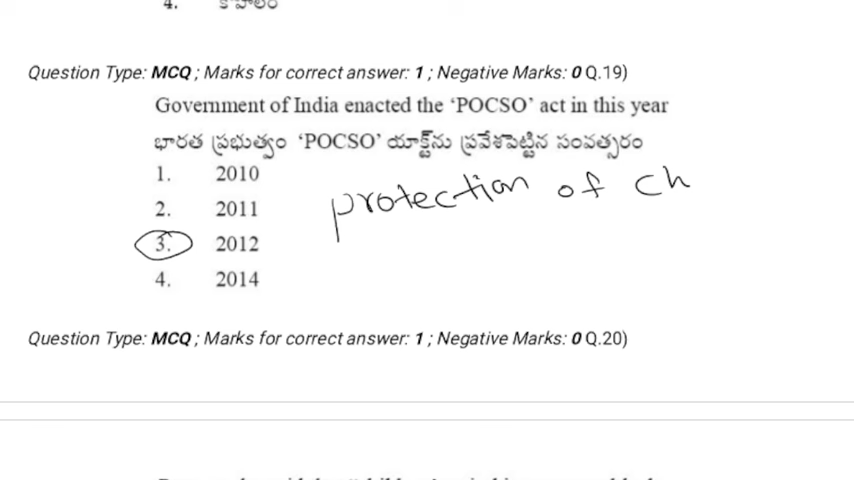 4.
Question Type: MCQ ; Marks for correct answer: 1 ; Negative Marks: 0 Q.19)
Government of India enacted the ‘POCSO’ act in this year
భారత ప్రభుత్వం ‘POCSO’ యాక్ట్‌ను ప్రవేశపెట్టిన సంవత్సరం
1. 2010
2. 2011
protection of Ch
3. 2012
4. 2014
Question Type: MCQ ; Marks for correct answer: 1 ; Negative Marks: 0 Q.20)